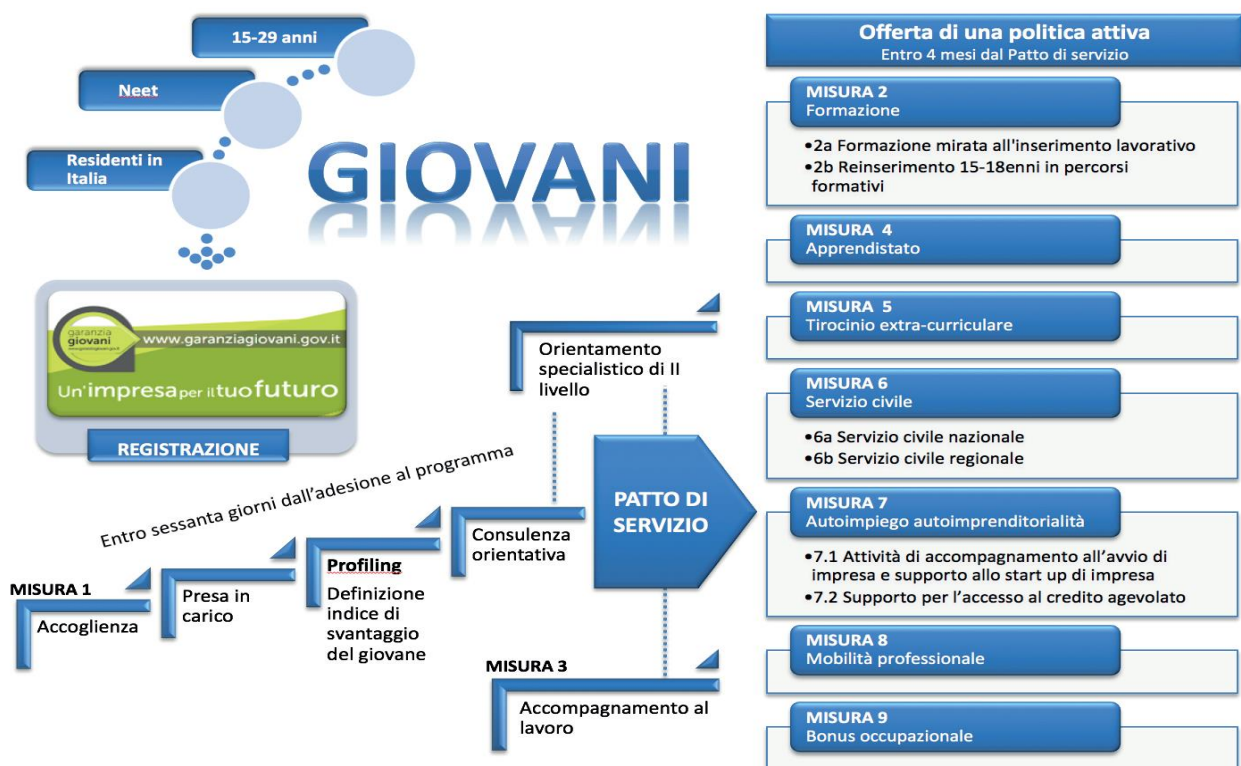 15-29 anni
Neet
Residenti in
Italia
GIOVANI
garanzia
giovani
www.garanziagiovani.gov.it
Un'impresa per il tuo futuro
REGISTRAZIONE
Entro sessanta giorni dall'adesione al programma
MISURA 1
Accoglienza
Presa in
carico
Profiling
Definizione
indice di
svantaggio
del giovane
Consulenza
orientativa
Orientamento
specialistico di II
livello
PATTO DI
SERVIZIO
MISURA 3
Accompagnamento al
lavoro
Offerta di una politica attiva
Entro 4 mesi dal Patto di servizio
MISURA 2
Formazione
•2a Formazione mirata all'inserimento lavorativo
•2b Reinserimento 15-18enni in percorsi
formativi
MISURA 4
Apprendistato
MISURA 5
Tirocinio extra-curriculare
MISURA 6
Servizio civile
•6a Servizio civile nazionale
•6b Servizio civile regionale
MISURA 7
Autoimpiego autoimprenditorialità
•7.1 Attività di accompagnamento all'avvio di
impresa e supporto allo start up di impresa
•7.2 Supporto per l'accesso al credito agevolato
MISURA 8
Mobilità professionale
MISURA 9
Bonus occupazionale